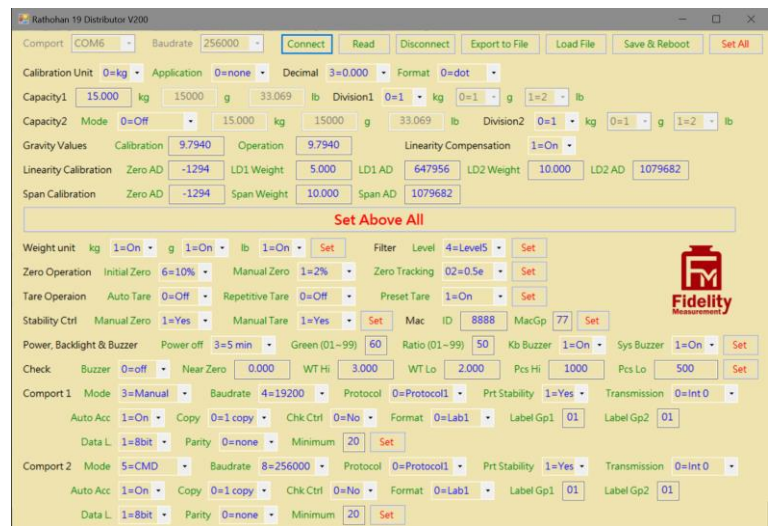 Rathohan 19 Distributor V200
Comport COM6 Baudrate 256000 Connect Read Disconnect Export to File Load File Save & Reboot Set All
Calibration Unit 0=kg Application 0=none Decimal 3=0.000 Format 0=dot
Capacity1 15.000 kg 15000 g 33.069 lb Division1 0=1 kg 0=1 g 1=2 lb
Capacity2 Mode 0=Off 15.000 kg 15000 g 33.069 lb Division2 0=1 kg 0=1 g 1=2 lb
Gravity Values Calibration 9.7940 Operation 9.7940 Linearity Compensation 1=On
Linearity Calibration Zero AD -1294 LD1 Weight 5.000 LD1 AD 647956 LD2 Weight 10.000 LD2 AD 1079682
Span Calibration Zero AD -1294 Span Weight 10.000 Span AD 1079682
Set Above All
Weight unit kg 1=On g 1=On lb 1=On Set Filter Level 4=Level5 Set
Zero Operation Initial Zero 6=10% Manual Zero 1=2% Zero Tracking 02=0.5e Set
Tare Operaion Auto Tare 0=Off Repetitive Tare 0=Off Preset Tare 1=On Set
FM
Fidelity
Measurement
Stability Ctrl Manual Zero 1=Yes Manual Tare 1=Yes Set Mac ID 8888 MacGp 77 Set
Power, Backlight & Buzzer Power off 3=5 min Green (01~99) 60 Ratio (01~99) 50 Kb Buzzer 1=On Sys Buzzer 1=On Set
Check Buzzer 0=off Near Zero 0.000 WT Hi 3.000 WT Lo 2.000 Pcs Hi 1000 Pcs Lo 500 Set
Comport 1 Mode 3=Manual Baudrate 4=19200 Protocol 0=Protocol1 Prt Stability 1=Yes Transmission 0=Int 0
Auto Acc 1=On Copy 0=1 copy Chk Ctrl 0=No Format 0=Lab1 Label Gp1 01 Label Gp2 01
Data L. 1=8bit Parity 0=none Minimum 20 Set
Comport 2 Mode 5=CMD Baudrate 8=256000 Protocol 0=Protocol1 Prt Stability 1=Yes Transmission 0=Int 0
Auto Acc 1=On Copy 0=1 copy Chk Ctrl 0=No Format 0=Lab1 Label Gp1 01 Label Gp2 01
Data L. 1=8bit Parity 0=none Minimum 20 Set